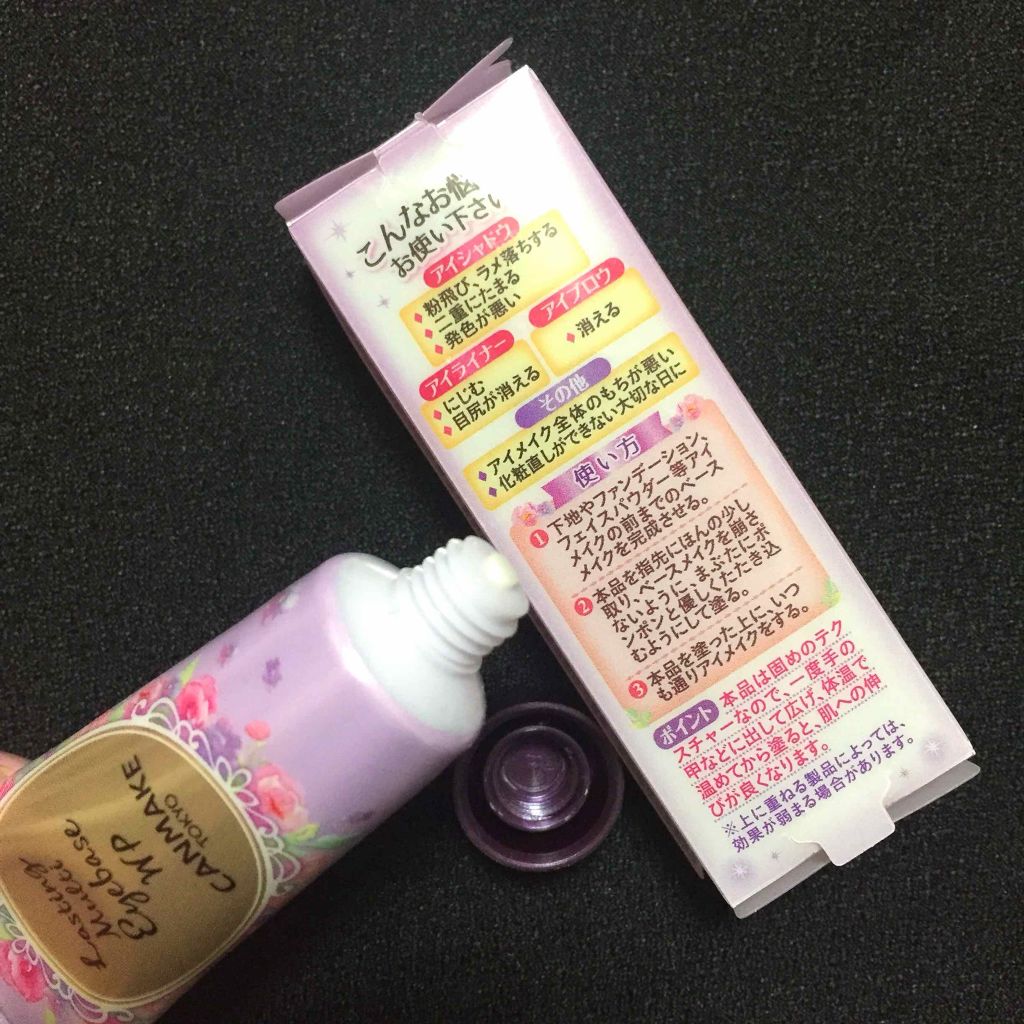 こんなお悩
お使い下さい
アイシャドウ
♦粉飛び、ラメ落ちする
♦二重にたまる
♦発色が悪い
アイブロウ
♦消える
アイライナー
♦にじむ
♦目尻が消える
その他
♦アイメイク全体のもちが悪い
♦化粧直しができない大切な日に
使い方
1 下地やファンデーション、
フェイスパウダー等アイ
メイクの前までのベース
メイクを完成させる。
2 本品を指先にほんの少し
取り、ベースメイクを崩さ
ないように、まぶたにポ
ンポンと優しくたたき込
むようにして塗る。
3 本品を塗った上に、いつ
も通りアイメイクをする。
ポイント 本品は固めのテク
スチャーなので、一度手の
甲などに出して広げ、体温で
温めてから塗ると、肌への伸
びが良くなります。
※上に重ねる製品によっては、
効果が弱まる場合があります。
CANMAKE
TOKYO
Lasting
Multi
Eyebase
WP